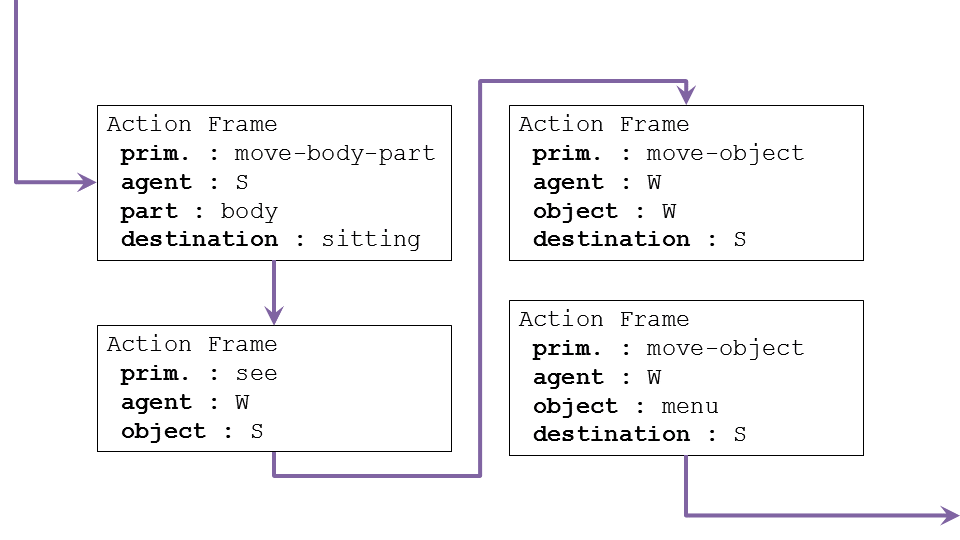 Action Frame
prim. : move-body-part
agent : S
part : body
destination : sitting
Action Frame
prim. : see
agent : W
object : S
Action Frame
prim. : move-object
agent : W
object : W
destination : S
Action Frame
prim. : move-object
agent : W
object : menu
destination : S